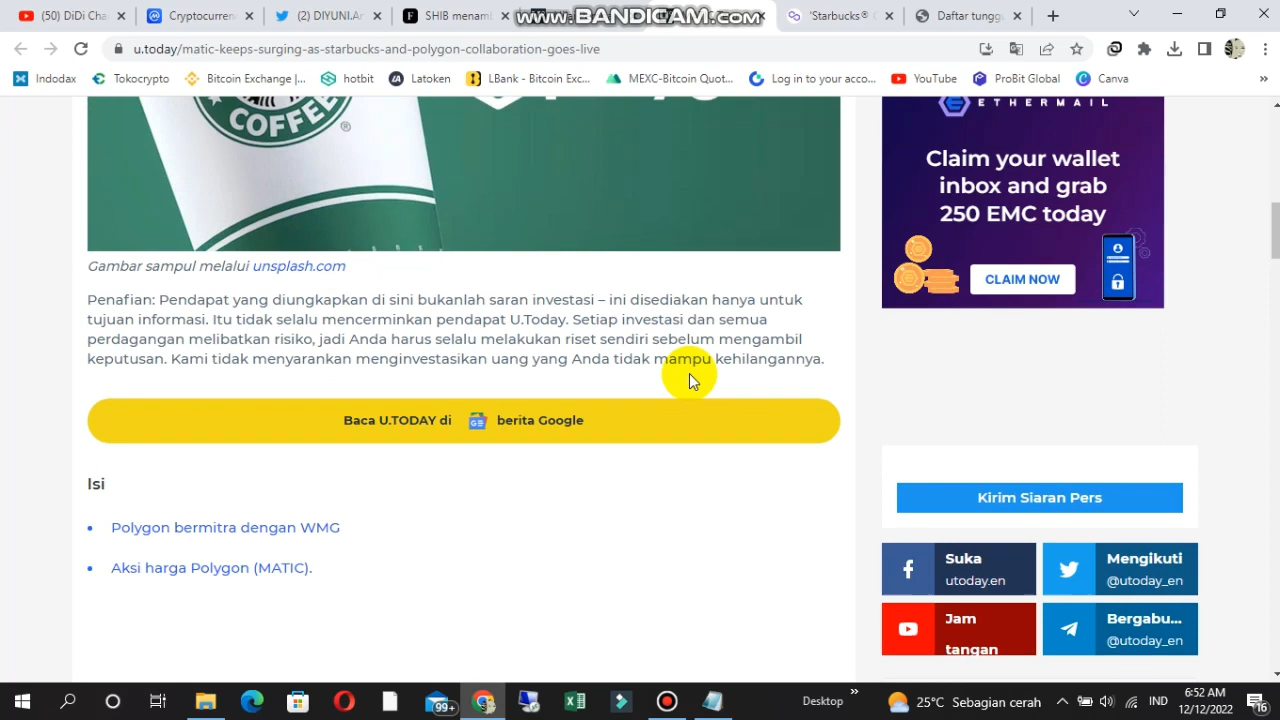 (50) DiDi Cha
Cryptocurren
(2) DIYUNI.Ar
SHIB menam
www.BANDICAM.com
"Starbucks®
Daftar tungg
u.today/matic-keeps-surging-as-starbucks-and-polygon-collaboration-goes-live
Indodax
Tokocrypto
Bitcoin Exchange |...
hotbit
Latoken
LBank - Bitcoin Exc...
MEXC-Bitcoin Quot...
Log in to your acco...
YouTube
ProBit Global
Canva
»
COFFEE
®
ETHERMAIL
Claim your wallet
inbox and grab
250 EMC today
CLAIM NOW
Gambar sampul melalui unsplash.com
Penafian: Pendapat yang diungkapkan di sini bukanlah saran investasi – ini disediakan hanya untuk
tujuan informasi. Itu tidak selalu mencerminkan pendapat U.Today. Setiap investasi dan semua
perdagangan melibatkan risiko, jadi Anda harus selalu melakukan riset sendiri sebelum mengambil
keputusan. Kami tidak menyarankan menginvestasikan uang yang Anda tidak mampu kehilangannya.
Baca U.TODAY di berita Google
Isi
Polygon bermitra dengan WMG
Aksi harga Polygon (MATIC).
Kirim Siaran Pers
Suka
utoday.en
Mengikuti
@utoday_en
Jam
tangan
Bergabu...
@utoday_en
99+
Desktop
»
25°C Sebagian cerah
IND
6:52 AM
12/12/2022
16